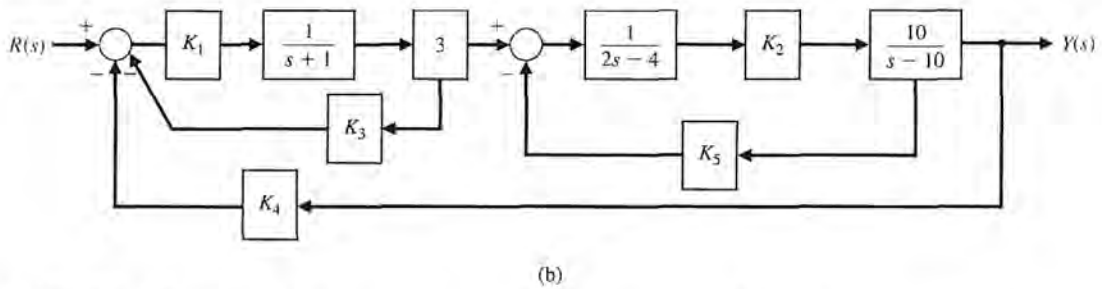 R(s)
+
−
−
K₁
1
s + 1
3
+
−
1
2s − 4
K₂
10
s − 10
Y(s)
K₃
K₅
K₄
(b)